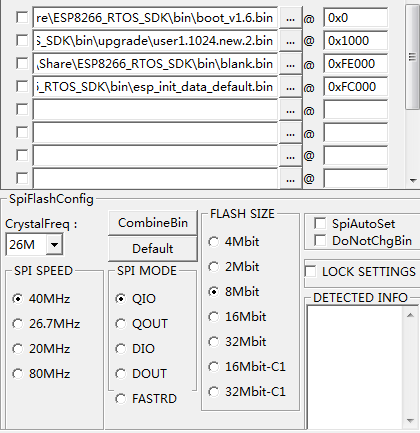 re\ESP8266_RTOS_SDK\bin\boot_v1.6.bin ... @ 0x0
S_SDK\bin\upgrade\user1.1024.new.2.bin ... @ 0x1000
\Share\ESP8266_RTOS_SDK\bin\blank.bin ... @ 0xFE000
_RTOS_SDK\bin\esp_init_data_default.bin ... @ 0xFC000
... @
... @
... @
SpiFlashConfig
CrystalFreq :
26M
CombineBin
Default
SPI SPEED
40MHz
26.7MHz
20MHz
80MHz
SPI MODE
QIO
QOUT
DIO
DOUT
FASTRD
FLASH SIZE
4Mbit
2Mbit
8Mbit
16Mbit
32Mbit
16Mbit-C1
32Mbit-C1
SpiAutoSet
DoNotChgBin
LOCK SETTINGS
DETECTED INFO